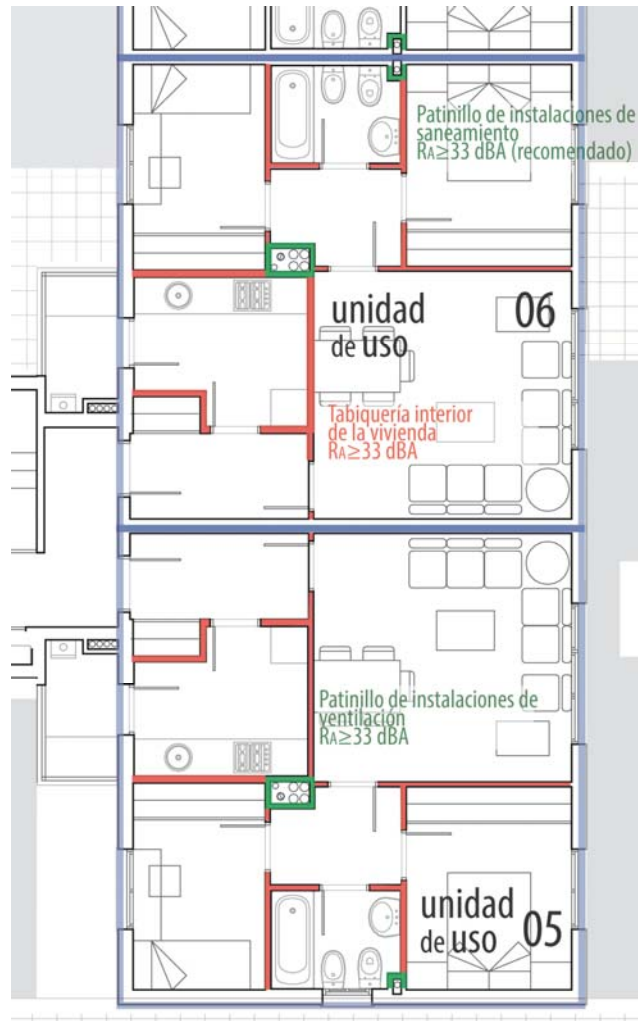 Patinillo de instalaciones de
saneamiento
RA≥33 dBA (recomendado)
unidad 06
de uso
Tabiquería interior
de la vivienda
RA≥33 dBA
Patinillo de instalaciones de
ventilación
RA≥33 dBA
unidad
de uso 05